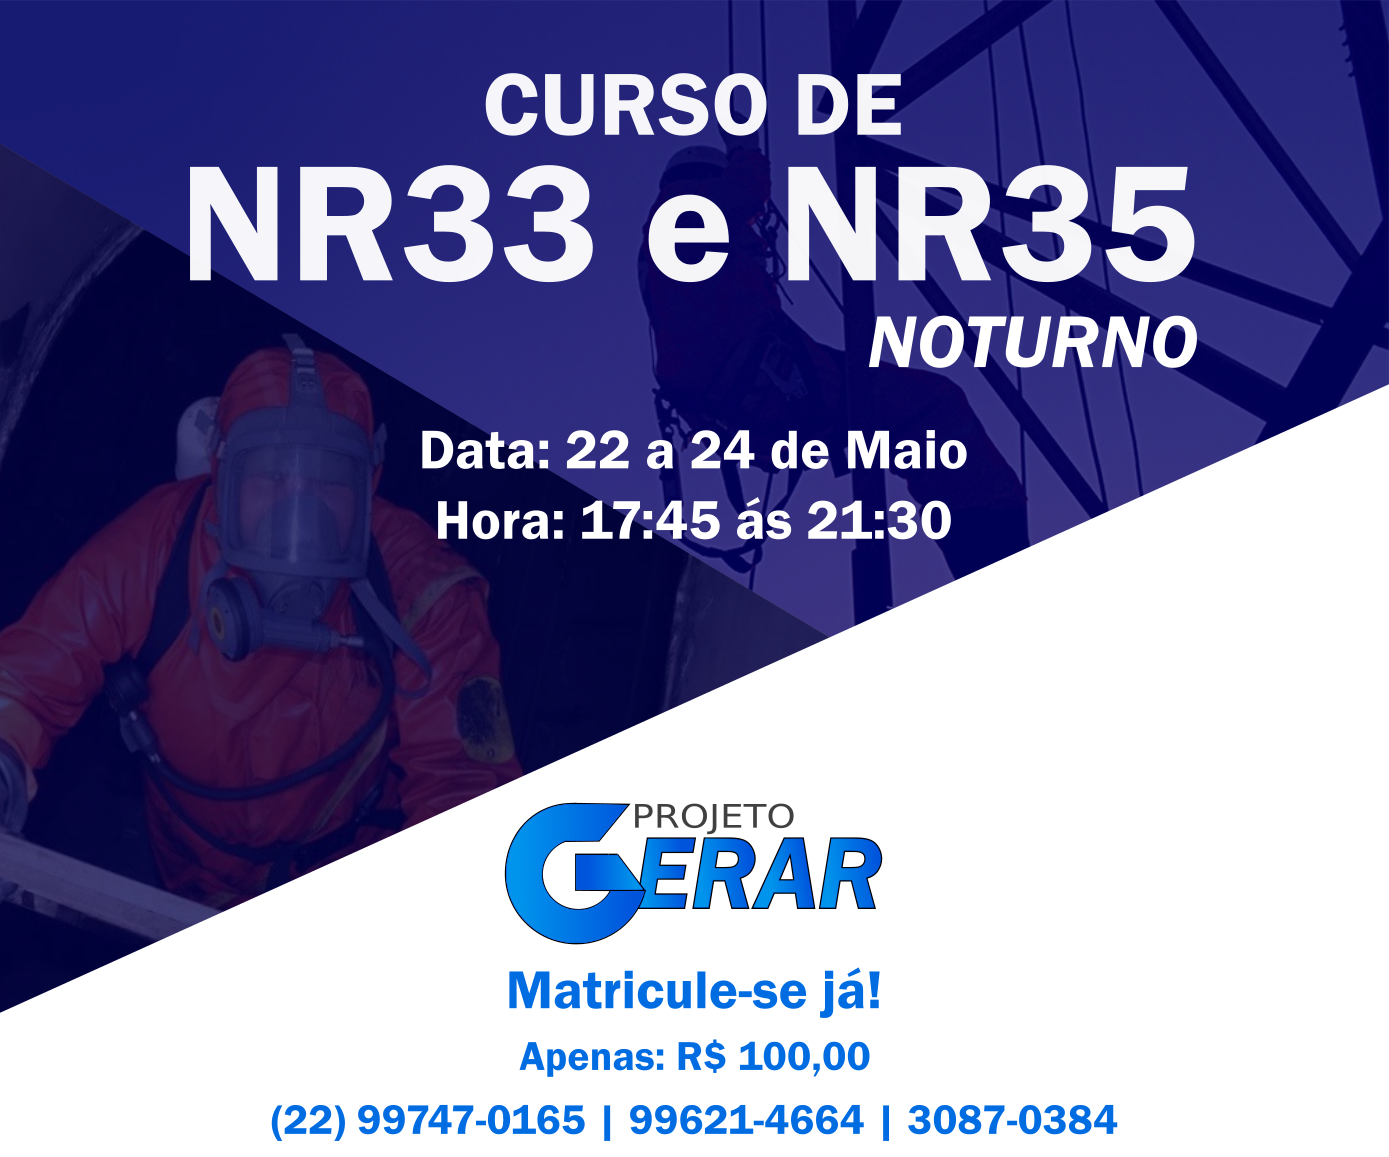 CURSO DE
NR33 e NR35
NOTURNO
Data: 22 a 24 de Maio
Hora: 17:45 ás 21:30
PROJETO
GERAR
Matricule-se já!
Apenas: R$ 100,00
(22) 99747-0165 | 99621-4664 | 3087-0384